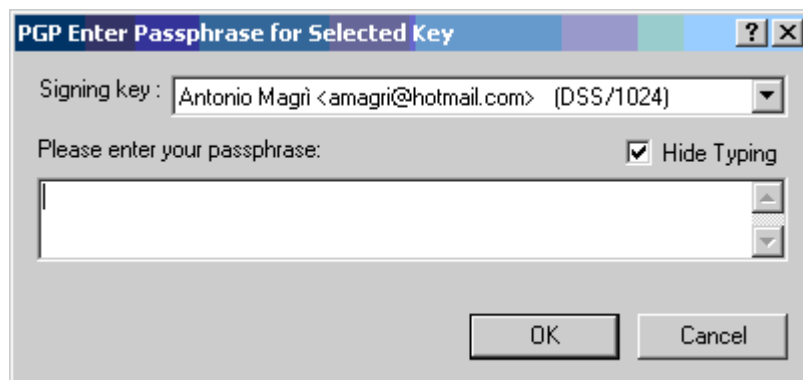 PGP Enter Passphrase for Selected Key
Signing key : Antonio Magrì <amagri@hotmail.com> (DSS/1024)
Please enter your passphrase: Hide Typing
OK Cancel